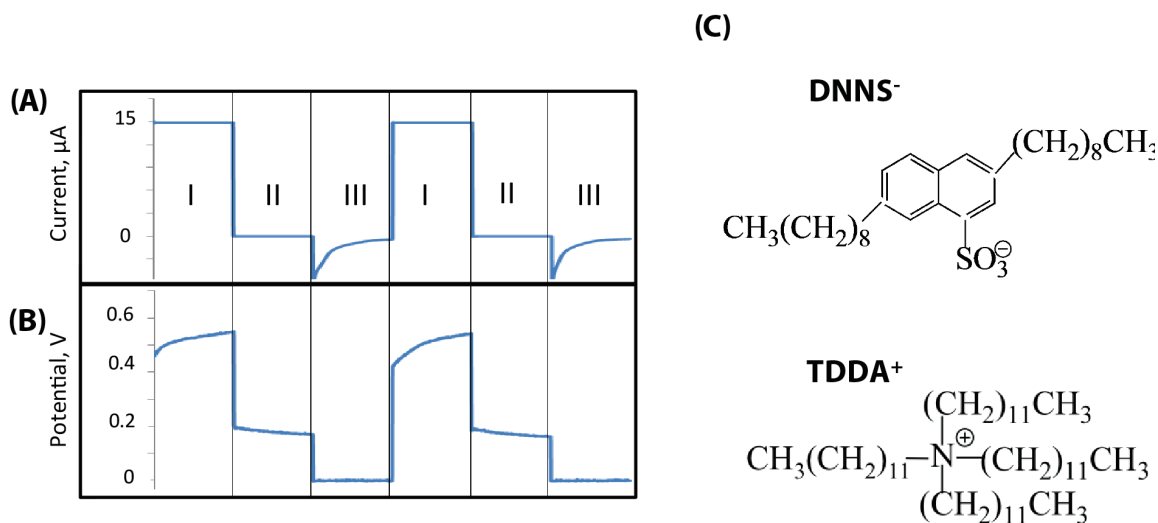 (A)
Current, µA
15
0
I
II
III
I
II
III
(B)
Potential, V
0.6
0.4
0.2
0
(C)
DNNS⁻
(CH₂)₈CH₃
CH₃(CH₂)₈
SO₃⊖
TDDA⁺
(CH₂)₁₁CH₃
⊕
CH₃(CH₂)₁₁–N–(CH₂)₁₁CH₃
(CH₂)₁₁CH₃